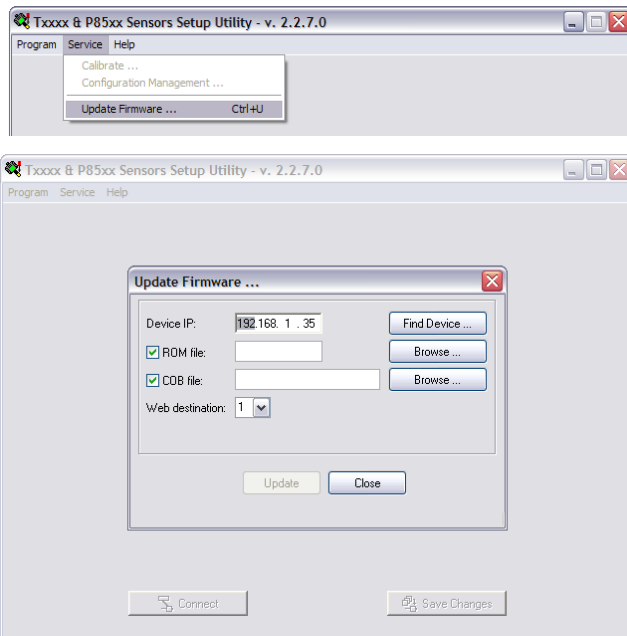 Txxxx & P85xx Sensors Setup Utility - v. 2.2.7.0
Program Service Help
Calibrate ...
Configuration Management ...
Update Firmware ... Ctrl+U
Txxxx & P85xx Sensors Setup Utility - v. 2.2.7.0
Program Service Help
Update Firmware ...
Device IP: 192.168. 1 . 35 Find Device ...
ROM file: Browse ...
COB file: Browse ...
Web destination: 1
Update Close
Connect Save Changes